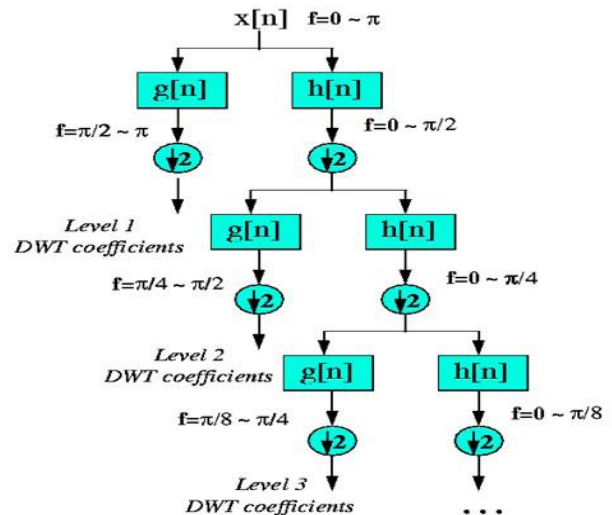 x[n] f=0 ~ π
g[n] h[n]
f=π/2 ~ π f=0 ~ π/2
2 2
Level 1
DWT coefficients
g[n] h[n]
f=π/4 ~ π/2 f=0 ~ π/4
2 2
Level 2
DWT coefficients
g[n] h[n]
f=π/8 ~ π/4 f=0 ~ π/8
2 2
Level 3
DWT coefficients
...